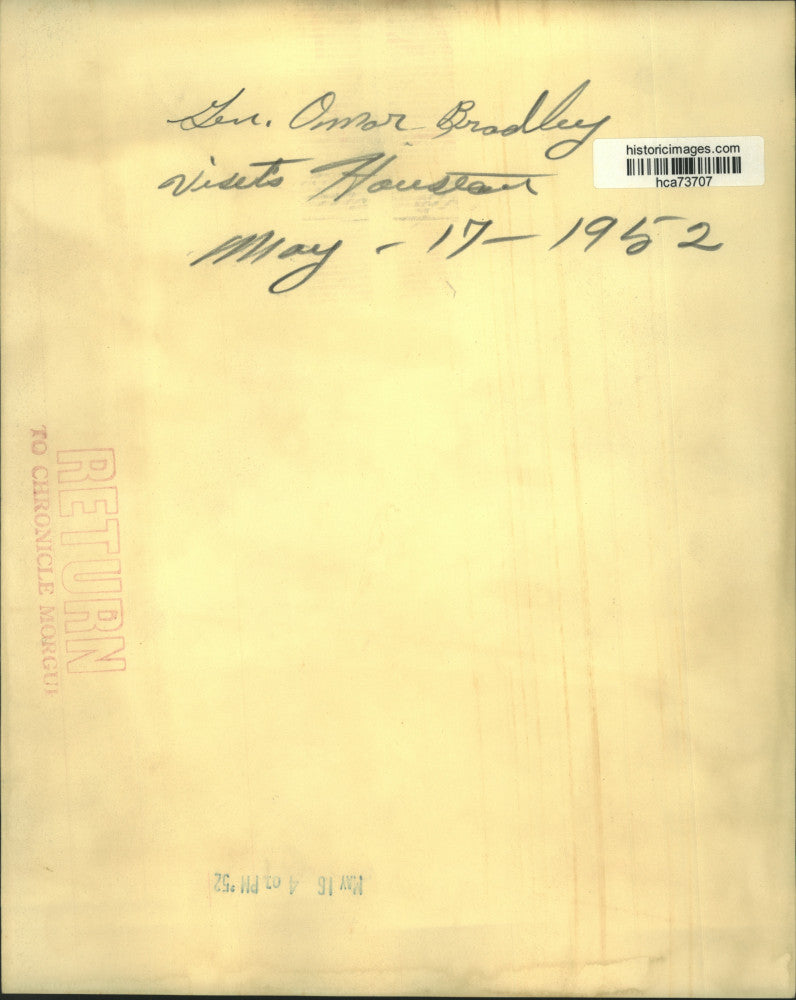 Gen. Omar Bradley
visits Houston
May - 17 - 1952
historicimages.com
hca73707
RETURN
TO CHRONICLE MORGUE
MAY 16 4 02 PM '52